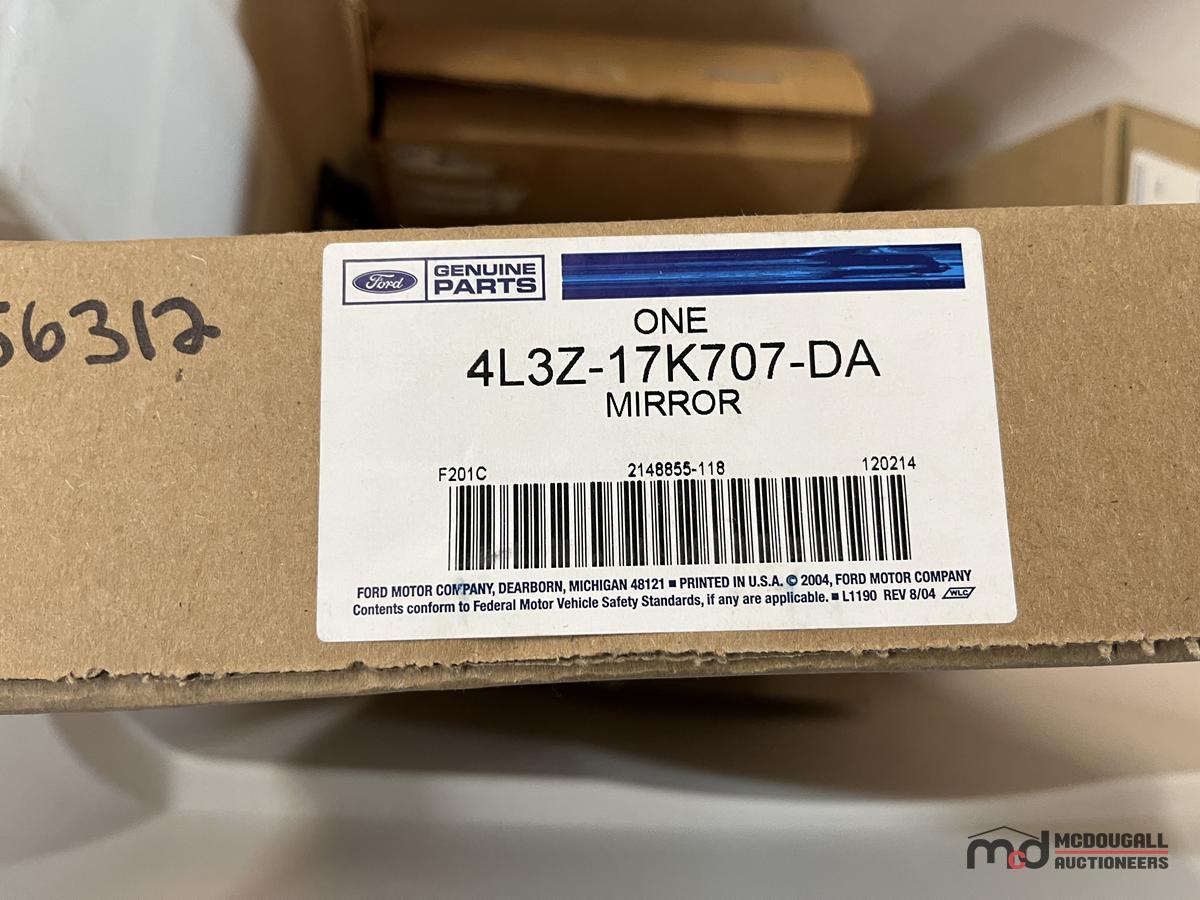 56312
Ford GENUINE PARTS
ONE
4L3Z-17K707-DA
MIRROR
F201C 2148855-118 120214
FORD MOTOR COMPANY, DEARBORN, MICHIGAN 48121 ■ PRINTED IN U.S.A. © 2004, FORD MOTOR COMPANY
Contents conform to Federal Motor Vehicle Safety Standards, if any are applicable. ■ L1190 REV 8/04 WLC
mcd MCDOUGALL
AUCTIONEERS